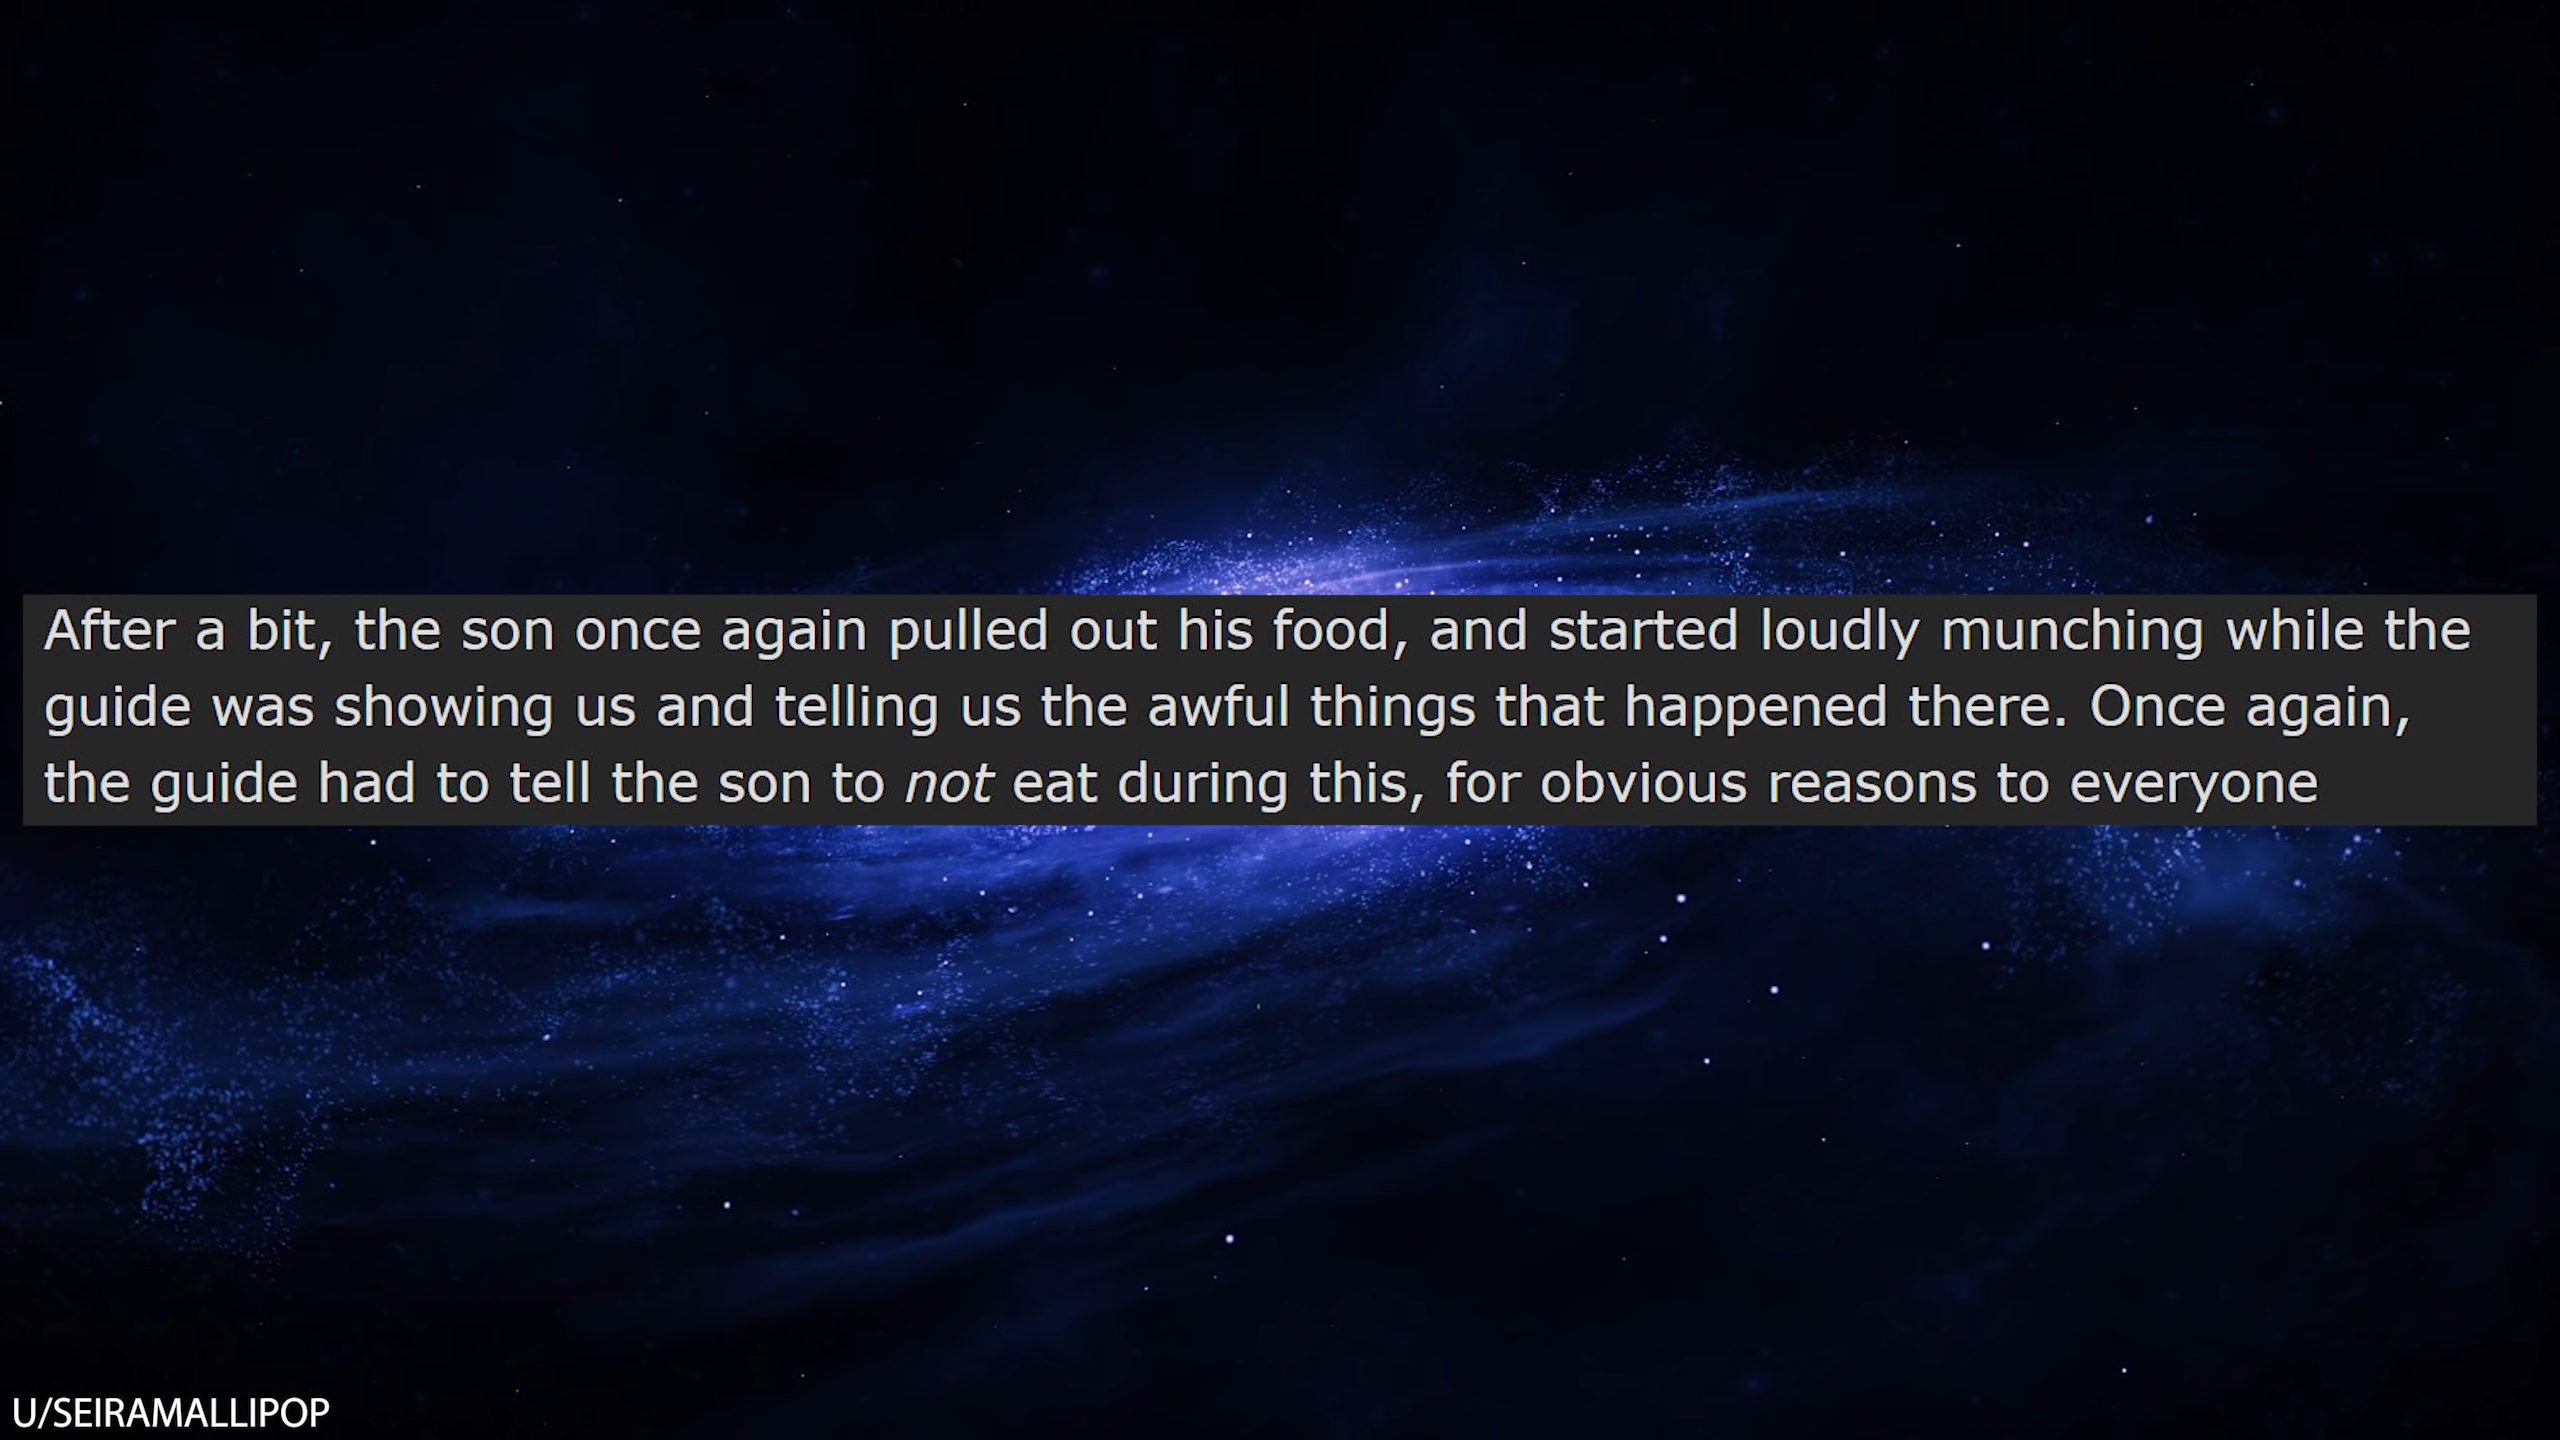 After a bit, the son once again pulled out his food, and started loudly munching while the
guide was showing us and telling us the awful things that happened there. Once again,
the guide had to tell the son to not eat during this, for obvious reasons to everyone
U/SEIRAMALLIPOP